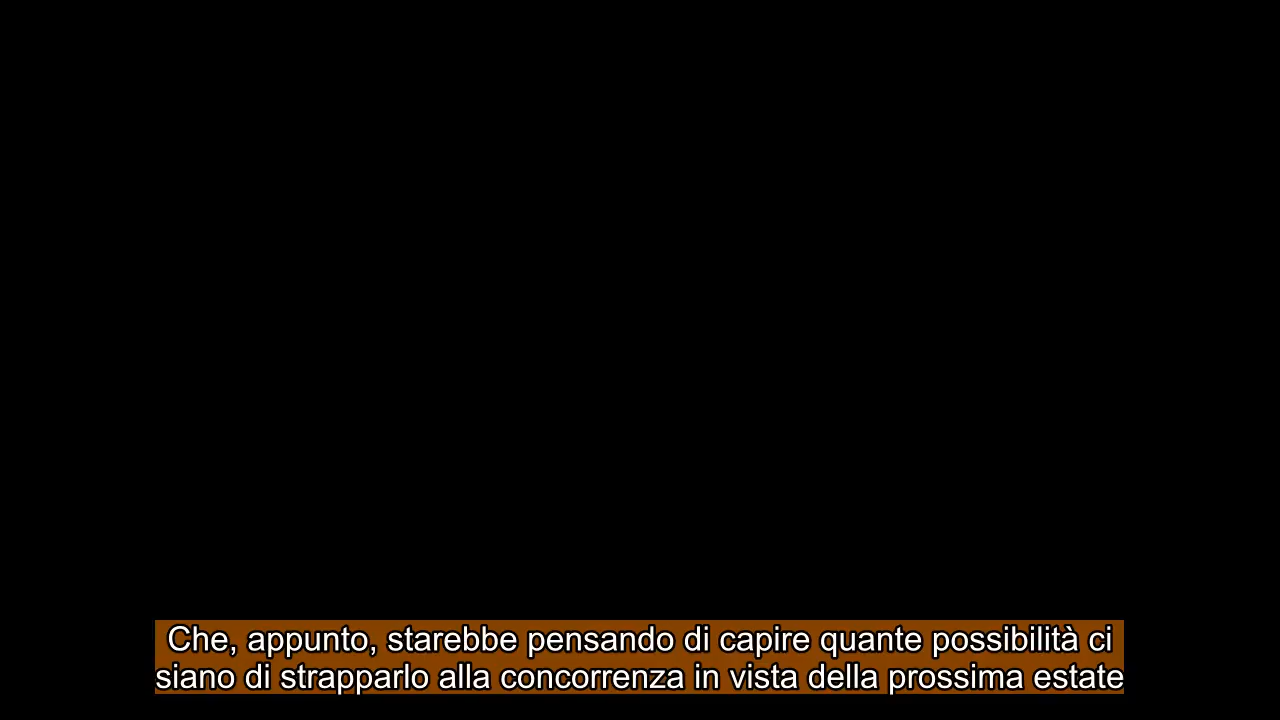 Che, appunto, starebbe pensando di capire quante possibilità ci
siano di strapparlo alla concorrenza in vista della prossima estate